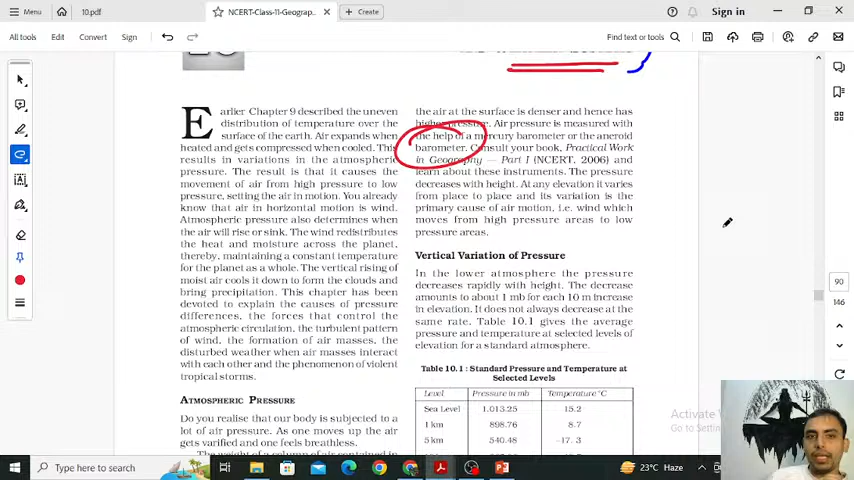 Menu
10.pdf
NCERT-Class-11-Geograp...
Create
Sign in
All tools
Edit
Convert
Sign
Find text or tools
Earlier Chapter 9 described the uneven
distribution of temperature over the
surface of the earth. Air expands when
heated and gets compressed when cooled. This
results in variations in the atmospheric
pressure. The result is that it causes the
movement of air from high pressure to low
pressure, setting the air in motion. You already
know that air in horizontal motion is wind.
Atmospheric pressure also determines when
the air will rise or sink. The wind redistributes
the heat and moisture across the planet,
thereby, maintaining a constant temperature
for the planet as a whole. The vertical rising of
moist air cools it down to form the clouds and
bring precipitation. This chapter has been
devoted to explain the causes of pressure
differences, the forces that control the
atmospheric circulation, the turbulent pattern
of wind, the formation of air masses, the
disturbed weather when air masses interact
with each other and the phenomenon of violent
tropical storms.
ATMOSPHERIC PRESSURE
Do you realise that our body is subjected to a
lot of air pressure. As one moves up the air
gets varified and one feels breathless.
The weight of a column of air contained in
the air at the surface is denser and hence has
higher pressure. Air pressure is measured with
the help of a mercury barometer or the aneroid
barometer. Consult your book, Practical Work
in Geography — Part I (NCERT, 2006) and
learn about these instruments. The pressure
decreases with height. At any elevation it varies
from place to place and its variation is the
primary cause of air motion, i.e. wind which
moves from high pressure areas to low
pressure areas.
Vertical Variation of Pressure
In the lower atmosphere the pressure
decreases rapidly with height. The decrease
amounts to about 1 mb for each 10 m increase
in elevation. It does not always decrease at the
same rate. Table 10.1 gives the average
pressure and temperature at selected levels of
elevation for a standard atmosphere.
Table 10.1 : Standard Pressure and Temperature at
Selected Levels
Level Pressure in mb Temperature °C
Sea Level 1,013.25 15.2
1 km 898.76 8.7
5 km 540.48 -17. 3
90
146
Activate
Go to Setting
Type here to search
23°C Haze